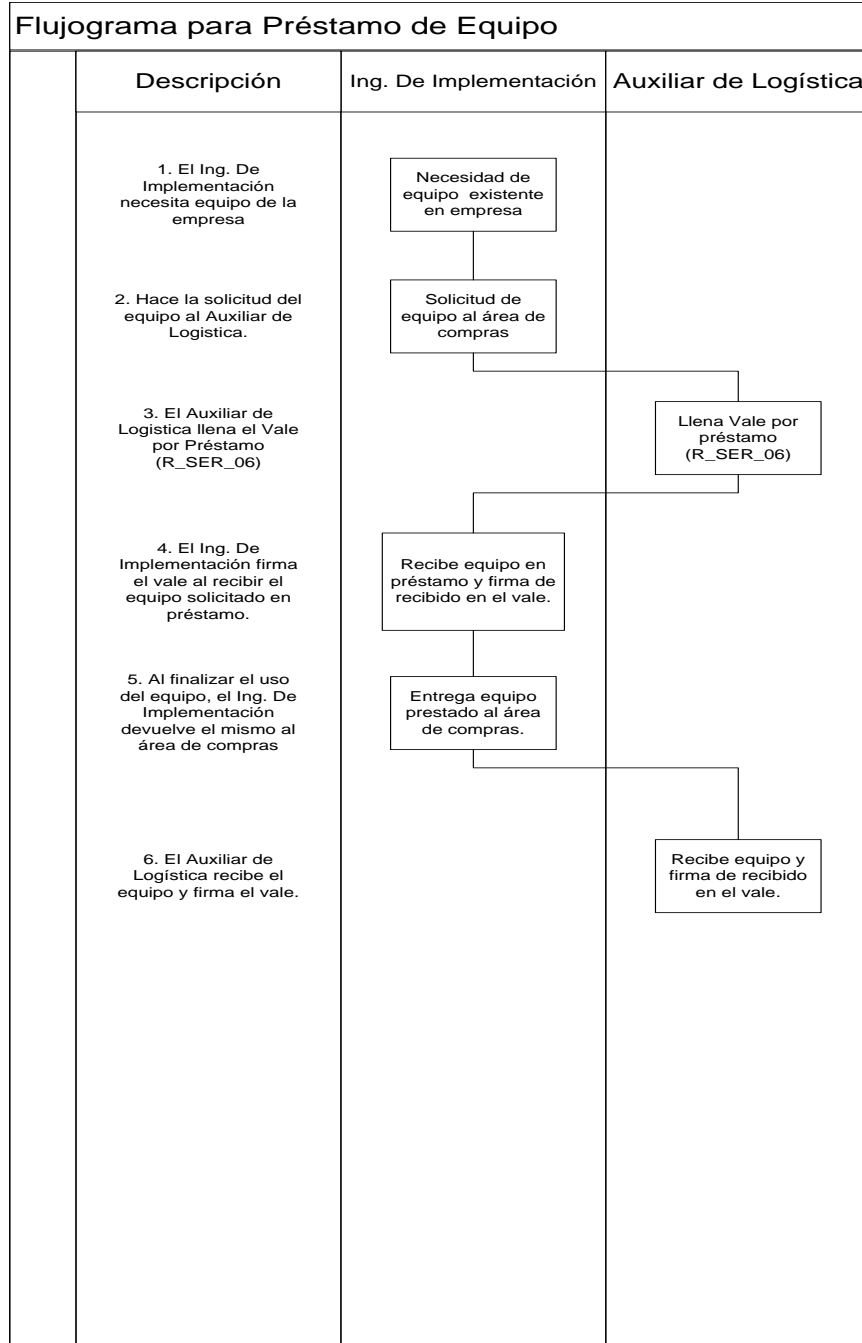 Flujograma para Préstamo de Equipo
Descripción
Ing. De Implementación
Auxiliar de Logística
1. El Ing. De
Implementación
necesita equipo de la
empresa
Necesidad de
equipo existente
en empresa
2. Hace la solicitud del
equipo al Auxiliar de
Logistica.
Solicitud de
equipo al área de
compras
3. El Auxiliar de
Logistica llena el Vale
por Préstamo
(R_SER_06)
Llena Vale por
préstamo
(R_SER_06)
4. El Ing. De
Implementación firma
el vale al recibir el
equipo solicitado en
préstamo.
Recibe equipo en
préstamo y firma de
recibido en el vale.
5. Al finalizar el uso
del equipo, el Ing. De
Implementación
devuelve el mismo al
área de compras
Entrega equipo
prestado al área
de compras.
6. El Auxiliar de
Logística recibe el
equipo y firma el vale.
Recibe equipo y
firma de recibido
en el vale.